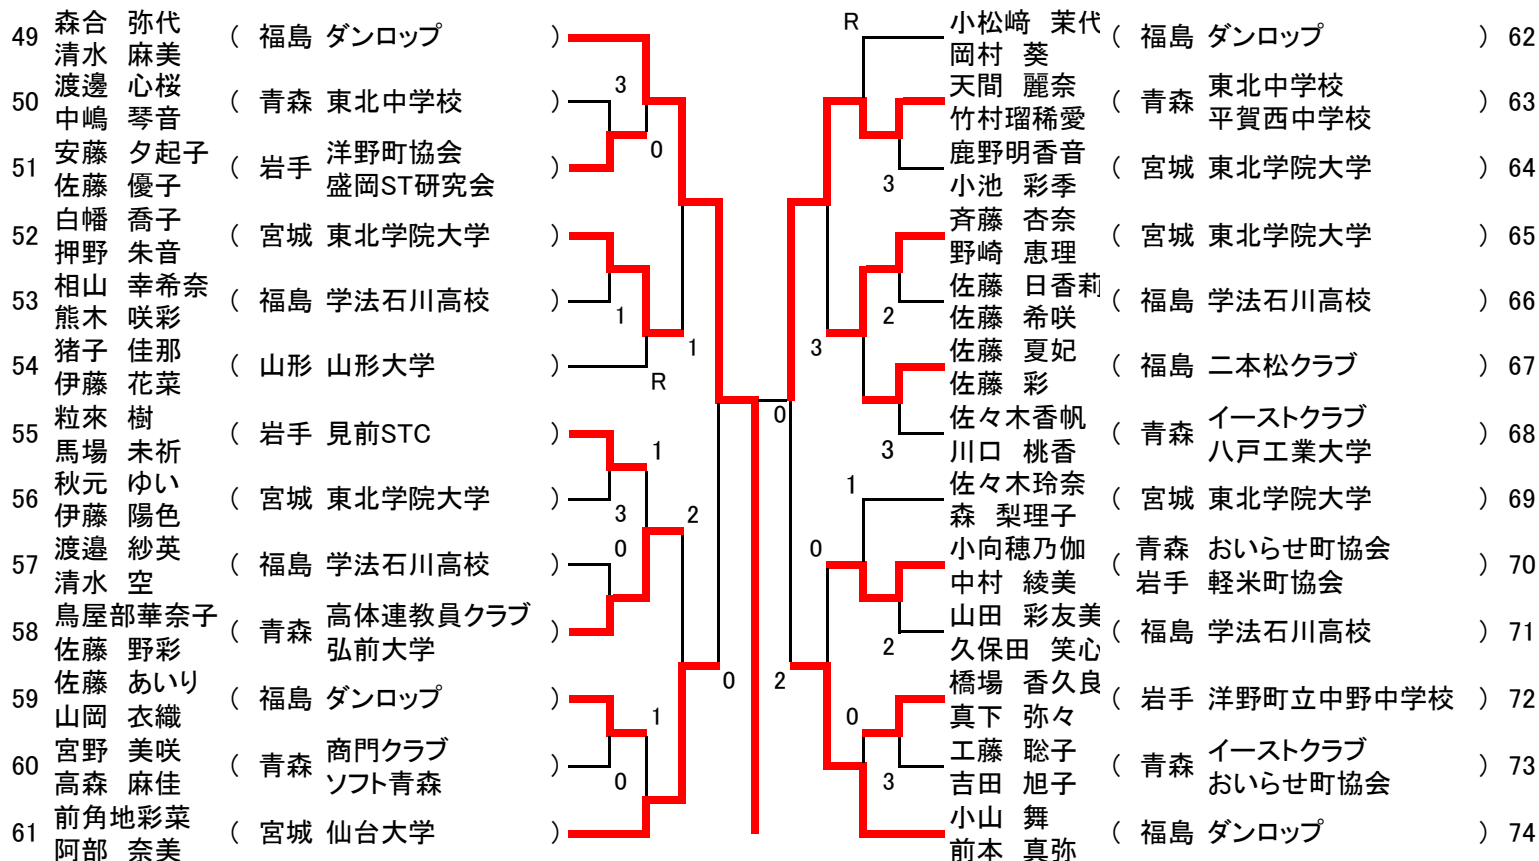 49 森合 弥代 清水 麻美 ( 福島 ダンロップ )
50 渡邊 心桜 中嶋 琴音 ( 青森 東北中学校 )
3
51 安藤 夕起子 佐藤 優子 ( 岩手 洋野町協会 盛岡ST研究会 )
0
52 白幡 喬子 押野 朱音 ( 宮城 東北学院大学 )
53 相山 幸希奈 熊木 咲彩 ( 福島 学法石川高校 )
1
54 猪子 佳那 伊藤 花菜 ( 山形 山形大学 )
R
1
55 粒來 樹 馬場 未祈 ( 岩手 見前STC )
1
56 秋元 ゆい 伊藤 陽色 ( 宮城 東北学院大学 )
3
2
57 渡邉 紗英 清水 空 ( 福島 学法石川高校 )
0
58 鳥屋部華奈子 佐藤 野彩 ( 青森 高体連教員クラブ 弘前大学 )
59 佐藤 あいり 山岡 衣織 ( 福島 ダンロップ )
1
0
60 宮野 美咲 高森 麻佳 ( 青森 商門クラブ ソフト青森 )
0
61 前角地彩菜 阿部 奈美 ( 宮城 仙台大学 )
R
小松﨑 茉代 岡村 葵 ( 福島 ダンロップ ) 62
天間 麗奈 竹村瑠稀愛 ( 青森 東北中学校 平賀西中学校 ) 63
鹿野明香音 小池 彩季 ( 宮城 東北学院大学 ) 64
3
斉藤 杏奈 野崎 恵理 ( 宮城 東北学院大学 ) 65
佐藤 日香莉 佐藤 希咲 ( 福島 学法石川高校 ) 66
2
3
佐藤 夏妃 佐藤 彩 ( 福島 二本松クラブ ) 67
0
佐々木香帆 川口 桃香 ( 青森 イーストクラブ 八戸工業大学 ) 68
3
1
佐々木玲奈 森 梨理子 ( 宮城 東北学院大学 ) 69
0
小向穂乃伽 中村 綾美 ( 青森 おいらせ町協会 岩手 軽米町協会 ) 70
山田 彩友美 久保田 笑心 ( 福島 学法石川高校 ) 71
2
2
橋場 香久良 真下 弥々 ( 岩手 洋野町立中野中学校 ) 72
0
工藤 聡子 吉田 旭子 ( 青森 イーストクラブ おいらせ町協会 ) 73
3
小山 舞 前本 真弥 ( 福島 ダンロップ ) 74